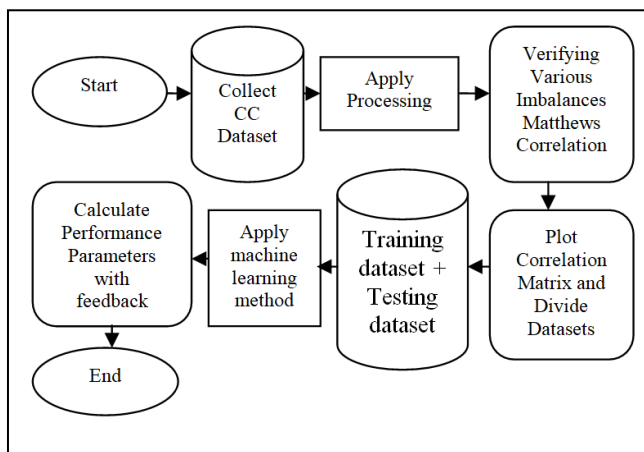 Start
Collect
CC
Dataset
Apply
Processing
Verifying
Various
Imbalances
Matthews
Correlation
Plot
Correlation
Matrix and
Divide
Datasets
Training
dataset +
Testing
dataset
Apply
machine
learning
method
Calculate
Performance
Parameters
with
feedback
End